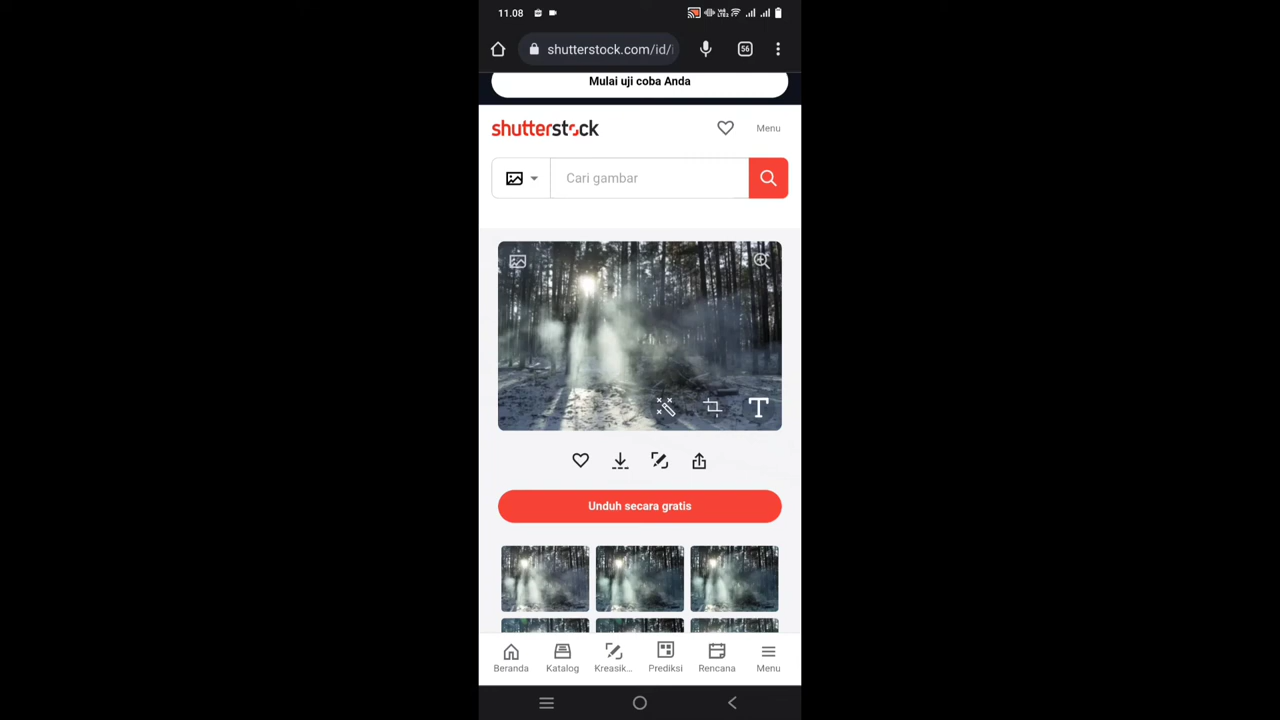 11.08
56
shutterstock.com/id/i
Mulai uji coba Anda
shutterstock
Menu
Cari gambar
T
Unduh secara gratis
Beranda
Katalog
Kreasik...
Prediksi
Rencana
Menu